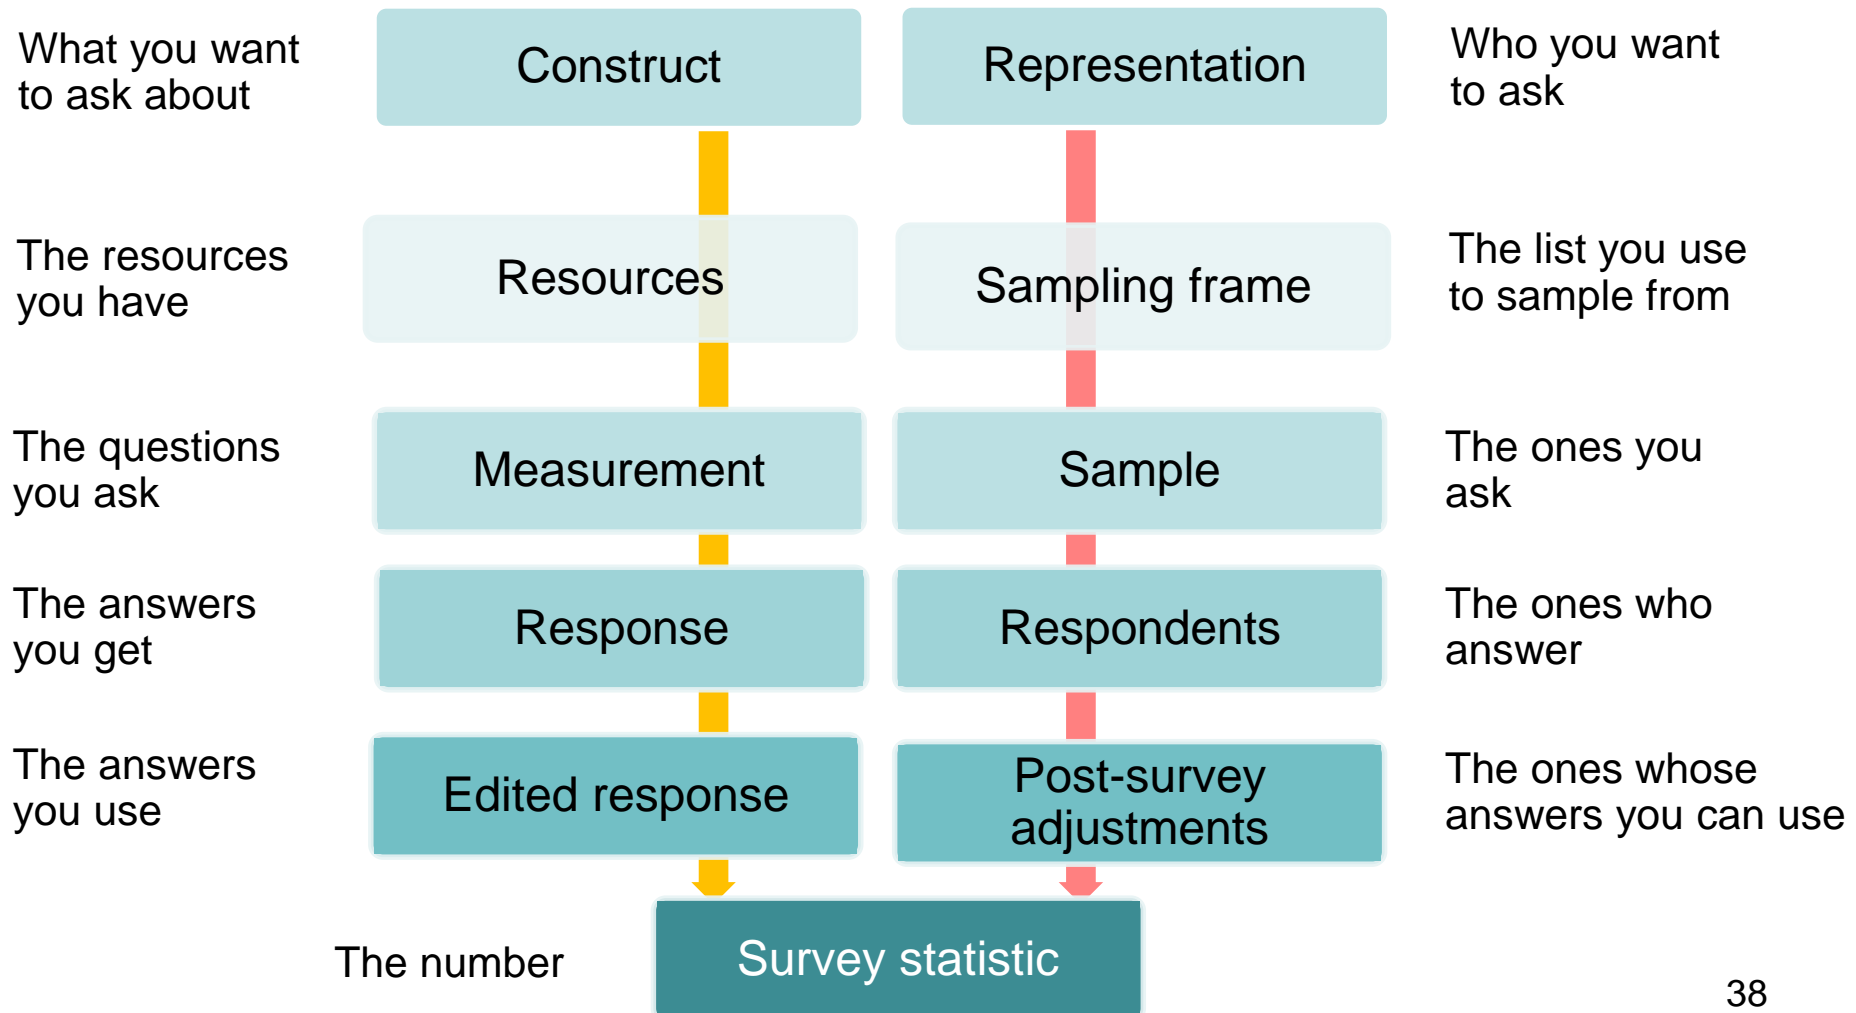 What you want
to ask about
Construct
Representation
Who you want
to ask
The resources
you have
Resources
Sampling frame
The list you use
to sample from
The questions
you ask
Measurement
Sample
The ones you
ask
The answers
you get
Response
Respondents
The ones who
answer
The answers
you use
Edited response
Post-survey
adjustments
The ones whose
answers you can use
The number
Survey statistic
38